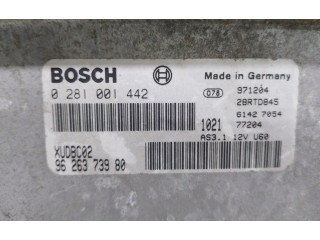 BOSCH
Made in Germany
0 281 001 442
078
971204
28RTD845
6142 7054
1021
77204
AS3.1 12V U60
XUDBC02
96 263 739 80